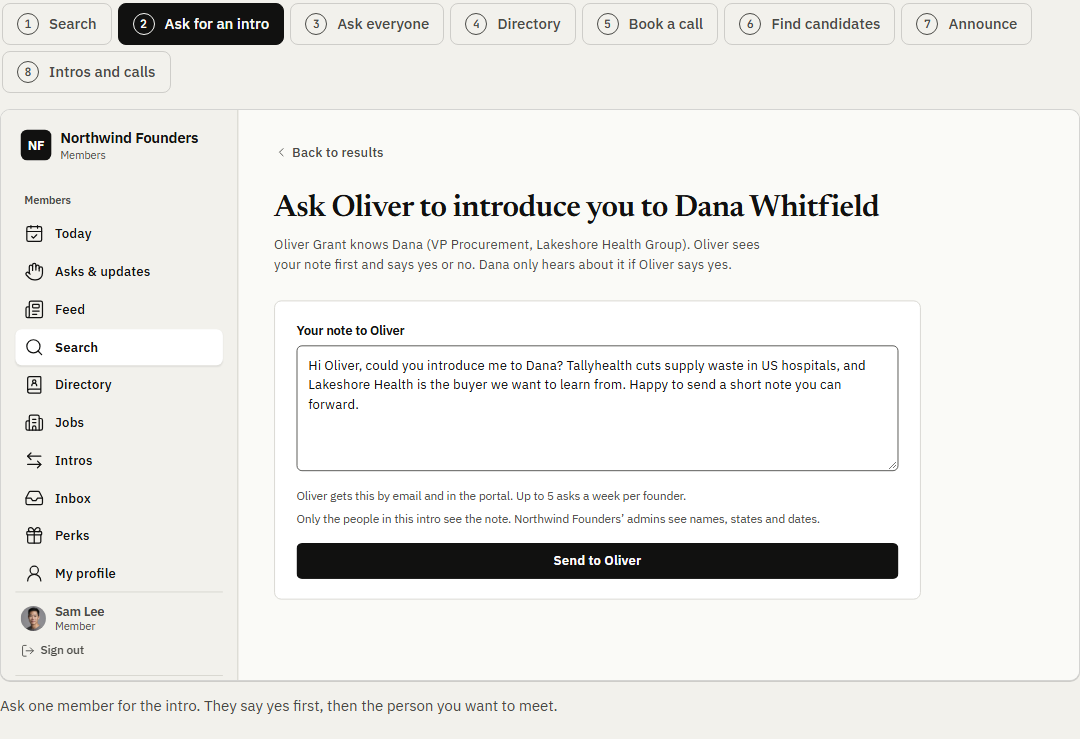 1 Search
2 Ask for an intro
3 Ask everyone
4 Directory
5 Book a call
6 Find candidates
7 Announce
8 Intros and calls
NF
Northwind Founders
Members
Members
Today
Asks & updates
Feed
Search
Directory
Jobs
Intros
Inbox
Perks
My profile
Sam Lee
Member
Sign out
Back to results
Ask Oliver to introduce you to Dana Whitfield
Oliver Grant knows Dana (VP Procurement, Lakeshore Health Group). Oliver sees
your note first and says yes or no. Dana only hears about it if Oliver says yes.
Your note to Oliver
Hi Oliver, could you introduce me to Dana? Tallyhealth cuts supply waste in US hospitals, and
Lakeshore Health is the buyer we want to learn from. Happy to send a short note you can
forward.
Oliver gets this by email and in the portal. Up to 5 asks a week per founder.
Only the people in this intro see the note. Northwind Founders’ admins see names, states and dates.
Send to Oliver
Ask one member for the intro. They say yes first, then the person you want to meet.